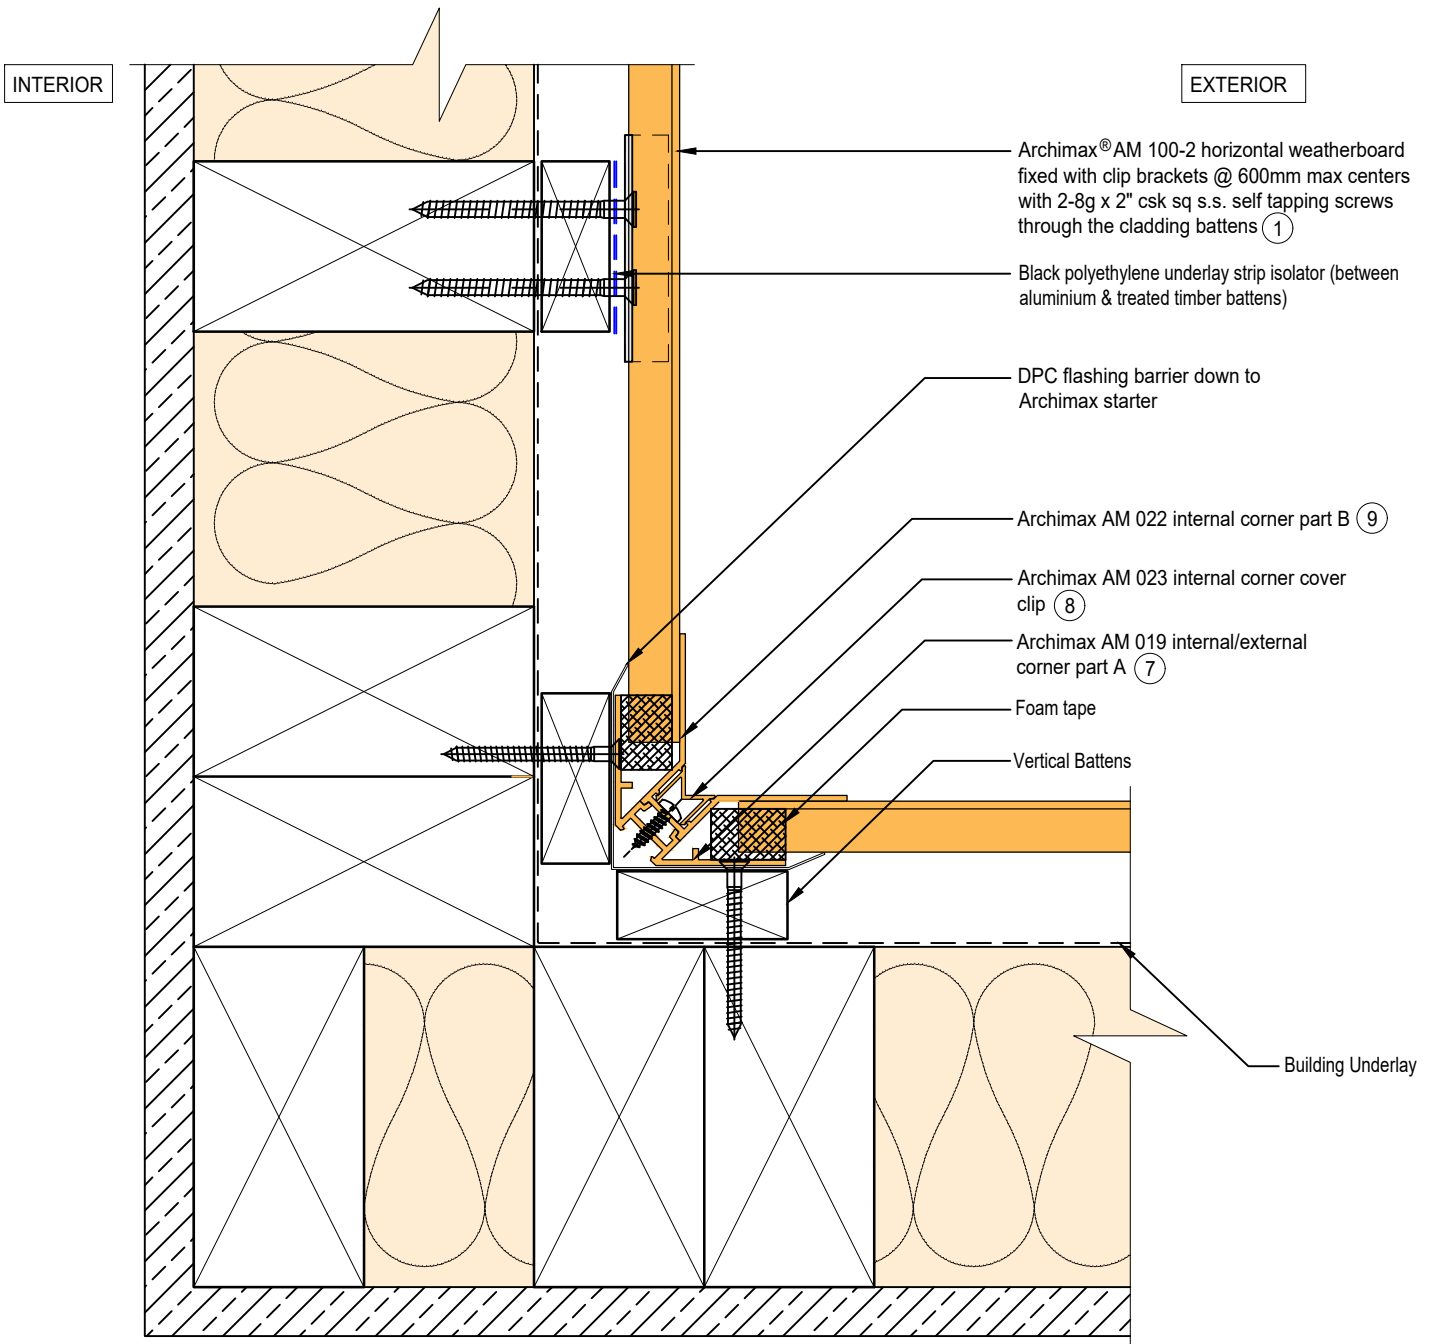 INTERIOR
EXTERIOR
Archimax® AM 100-2 horizontal weatherboard
fixed with clip brackets @ 600mm max centers
with 2-8g x 2" csk sq s.s. self tapping screws
through the cladding battens 1
Black polyethylene underlay strip isolator (between
aluminium & treated timber battens)
DPC flashing barrier down to
Archimax starter
Archimax AM 022 internal corner part B 9
Archimax AM 023 internal corner cover
clip 8
Archimax AM 019 internal/external
corner part A 7
Foam tape
Vertical Battens
Building Underlay